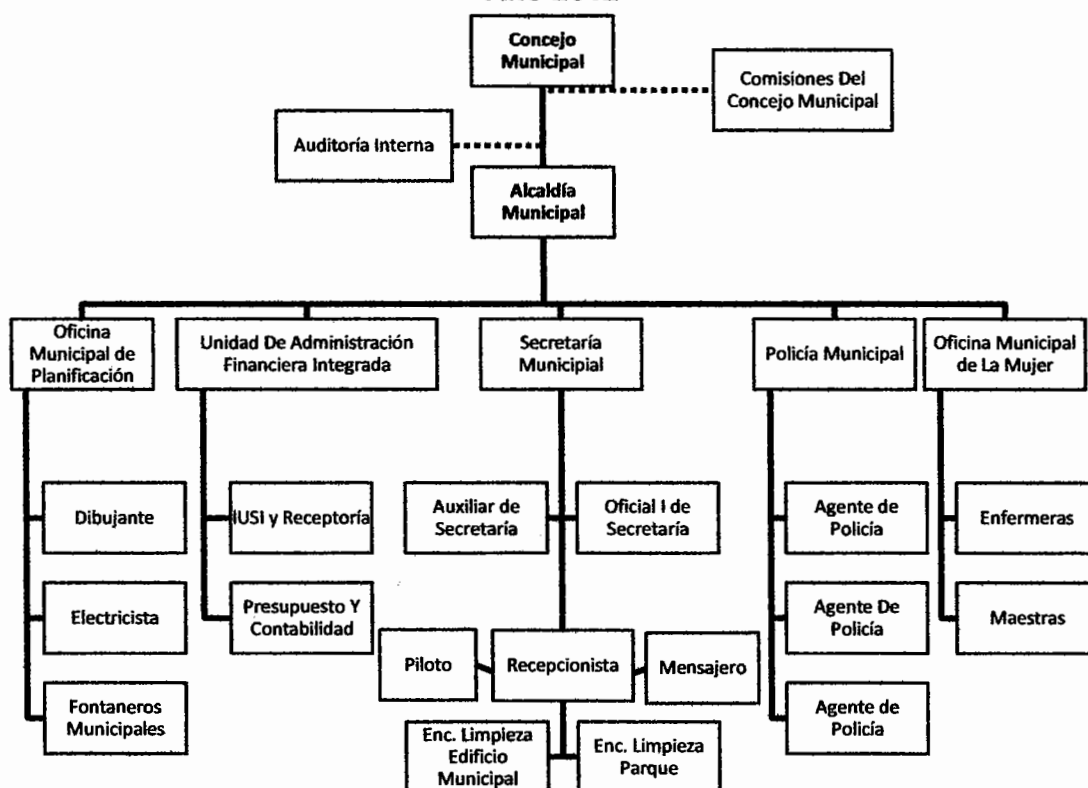 Concejo
Municipal
Comisiones Del
Concejo Municipal
Auditoría Interna
Alcaldía
Municipal
Oficina
Municipal de
Planificación
Unidad De Administración
Financiera Integrada
Secretaría
Municipial
Policía Municipal
Oficina Municipal
de La Mujer
Dibujante
IUSI y Receptoría
Auxiliar de
Secretaría
Oficial I de
Secretaría
Agente de
Policía
Enfermeras
Electricista
Presupuesto Y
Contabilidad
Agente De
Policía
Maestras
Piloto
Recepcionista
Mensajero
Fontaneros
Municipales
Agente de
Policía
Enc. Limpieza
Edificio
Municipal
Enc. Limpieza
Parque